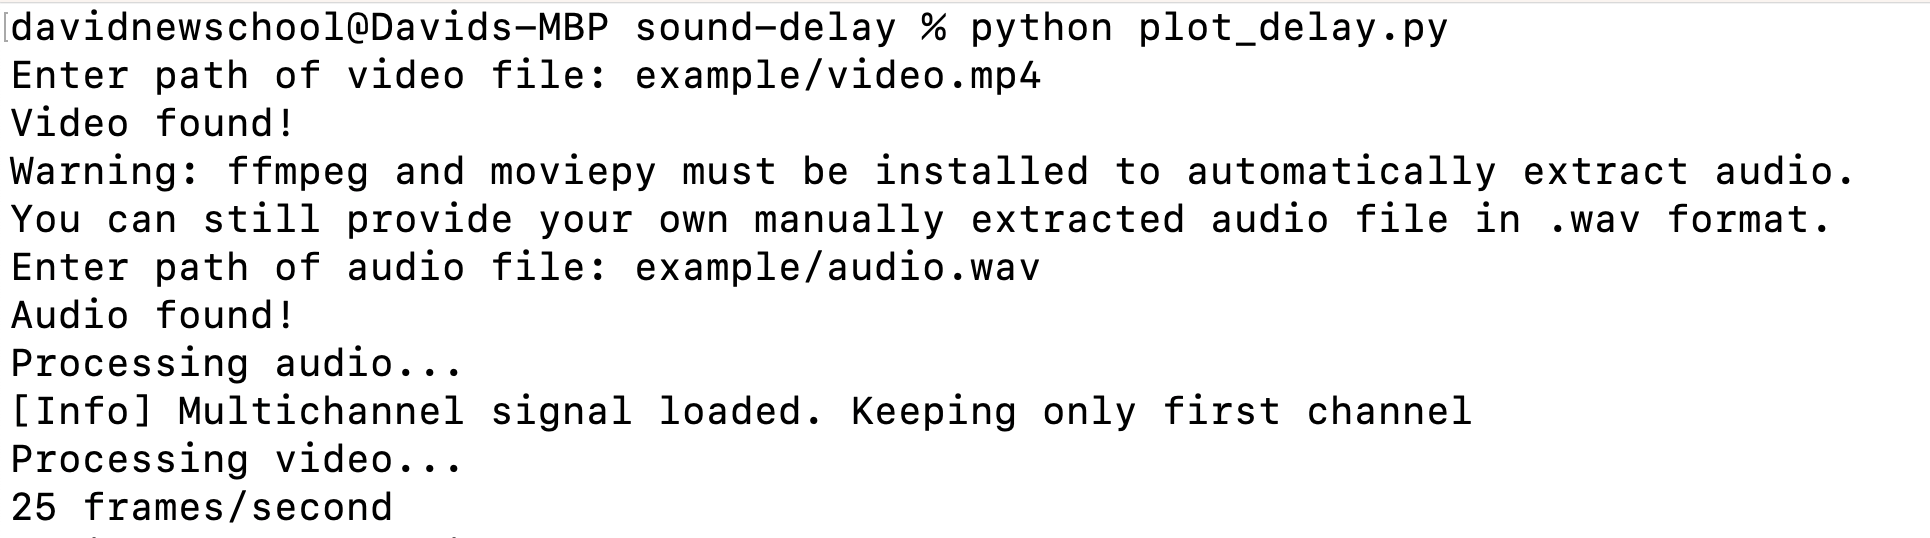 davidnewschool@Davids-MBP sound-delay % python plot_delay.py
Enter path of video file: example/video.mp4
Video found!
Warning: ffmpeg and moviepy must be installed to automatically extract audio.
You can still provide your own manually extracted audio file in .wav format.
Enter path of audio file: example/audio.wav
Audio found!
Processing audio...
[Info] Multichannel signal loaded. Keeping only first channel
Processing video...
25 frames/second